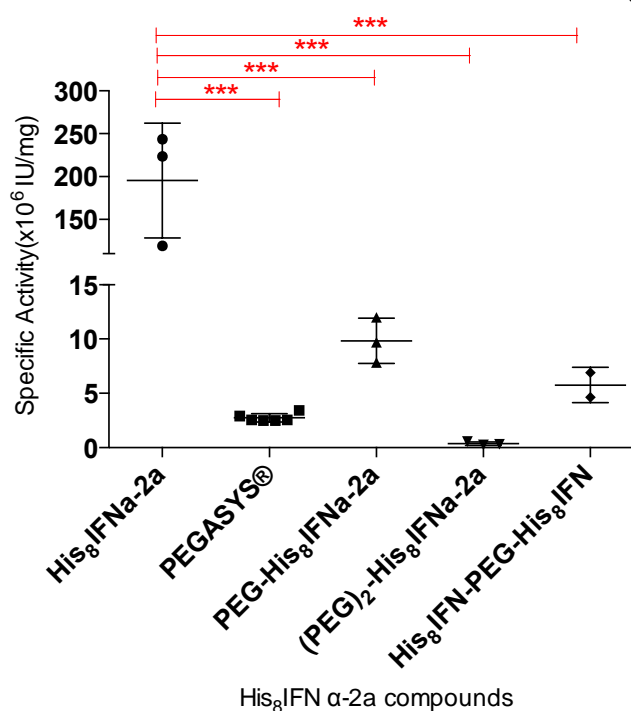 ***
***
***
***
300
250
200
150
15
10
5
0
Specific Activity(x10⁶ IU/mg)
His₈IFNa-2a
PEGASYS®
PEG-His₈IFNa-2a
(PEG)₂-His₈IFNa-2a
His₈IFN-PEG-His₈IFN
His₈IFN α-2a compounds